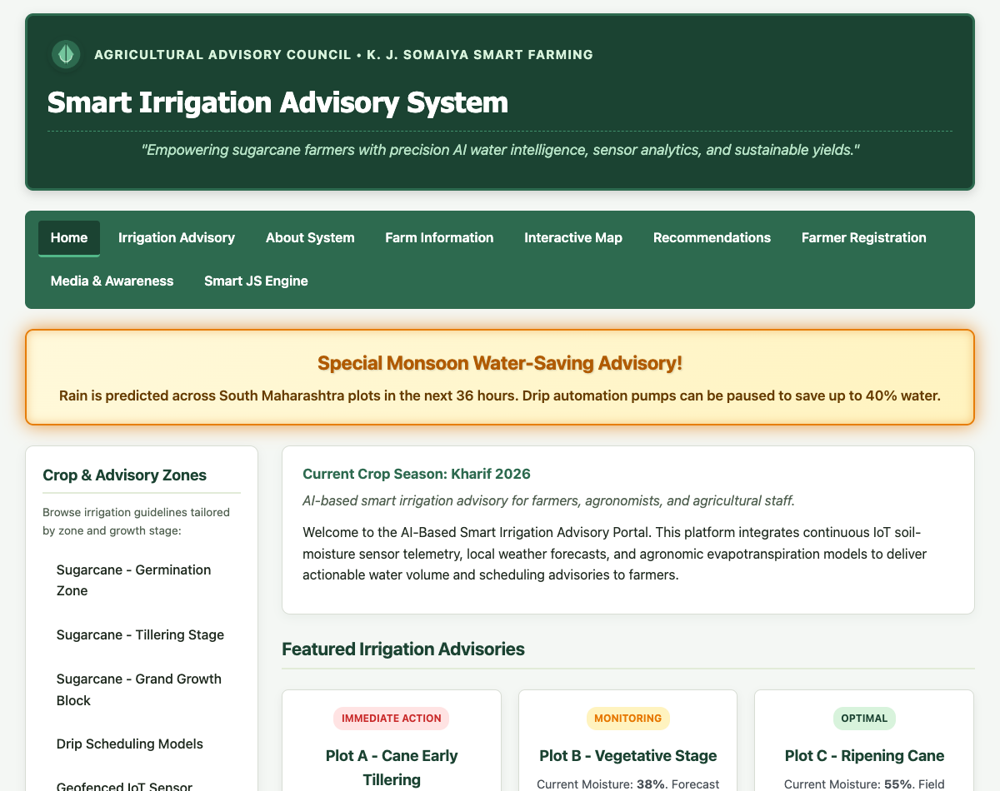 AGRICULTURAL ADVISORY COUNCIL • K. J. SOMAIYA SMART FARMING
Smart Irrigation Advisory System
"Empowering sugarcane farmers with precision AI water intelligence, sensor analytics, and sustainable yields."
Home Irrigation Advisory About System Farm Information Interactive Map Recommendations Farmer Registration
Media & Awareness Smart JS Engine
Special Monsoon Water-Saving Advisory!
Rain is predicted across South Maharashtra plots in the next 36 hours. Drip automation pumps can be paused to save up to 40% water.
Crop & Advisory Zones
Browse irrigation guidelines tailored
by zone and growth stage:
Sugarcane - Germination
Zone
Sugarcane - Tillering Stage
Sugarcane - Grand Growth
Block
Drip Scheduling Models
Geofenced IoT Sensor
Current Crop Season: Kharif 2026
AI-based smart irrigation advisory for farmers, agronomists, and agricultural staff.
Welcome to the AI-Based Smart Irrigation Advisory Portal. This platform integrates continuous IoT soil-
moisture sensor telemetry, local weather forecasts, and agronomic evapotranspiration models to deliver
actionable water volume and scheduling advisories to farmers.
Featured Irrigation Advisories
IMMEDIATE ACTION
Plot A - Cane Early
Tillering
MONITORING
Plot B - Vegetative Stage
Current Moisture: 38%. Forecast
OPTIMAL
Plot C - Ripening Cane
Current Moisture: 55%. Field